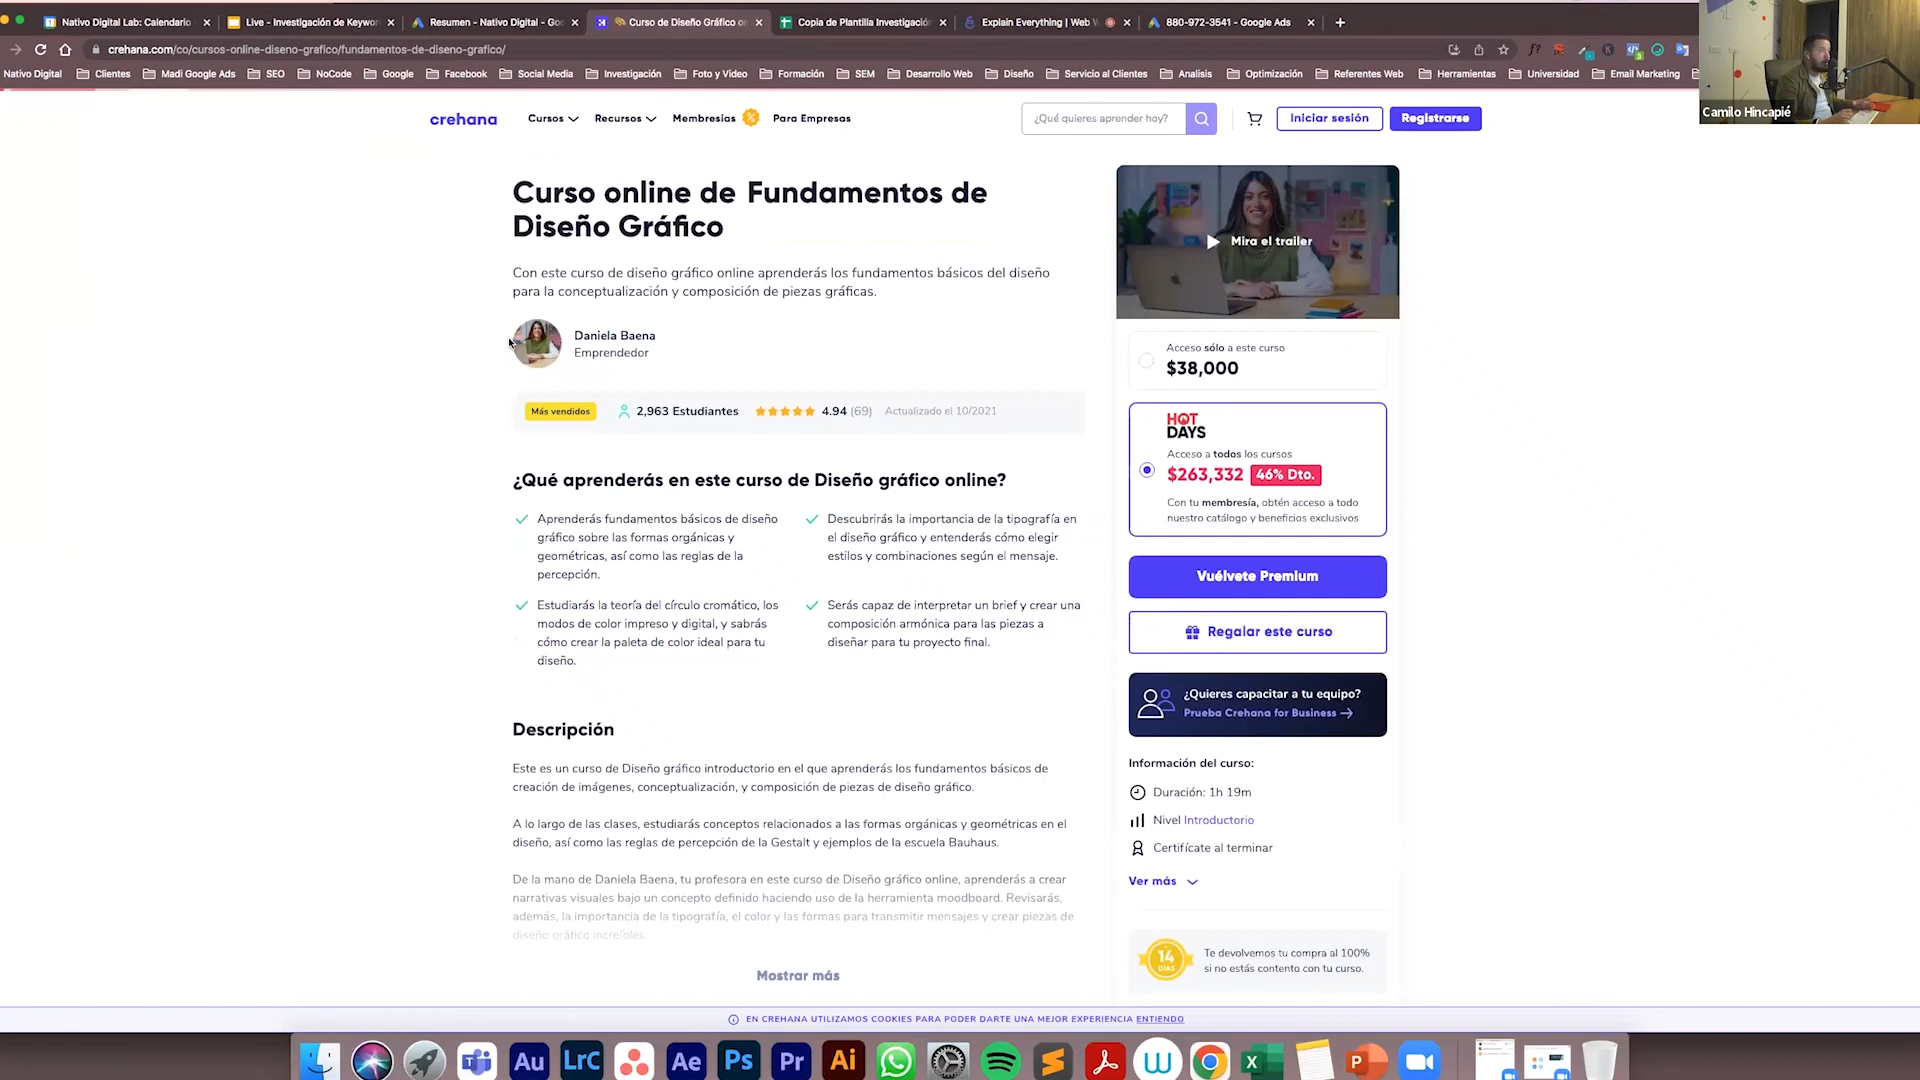 Nativo Digital Lab: Calendario
Live - Investigación de Keywor
Resumen - Nativo Digital - Goo
Curso de Diseño Gráfico on
Copia de Plantilla Investigación
Explain Everything | Web W
880-972-3541 - Google Ads
crehana.com/co/cursos-online-diseno-grafico/fundamentos-de-diseno-grafico/
Nativo Digital
Clientes
Madi Google Ads
SEO
NoCode
Google
Facebook
Social Media
Investigación
Foto y Video
Formación
SEM
Desarrollo Web
Diseño
Servicio al Clientes
Analisis
Optimización
Referentes Web
Herramientas
Universidad
Email Marketing
Camilo Hincapié
crehana
Cursos
Recursos
Membresias
Para Empresas
¿Qué quieres aprender hoy?
Iniciar sesión
Registrarse
Curso online de Fundamentos de
Diseño Gráfico
Con este curso de diseño gráfico online aprenderás los fundamentos básicos del diseño
para la conceptualización y composición de piezas gráficas.
Daniela Baena
Emprendedor
Más vendidos
2,963 Estudiantes
4.94 (69)
Actualizado el 10/2021
¿Qué aprenderás en este curso de Diseño gráfico online?
Aprenderás fundamentos básicos de diseño
gráfico sobre las formas orgánicas y
geométricas, así como las reglas de la
percepción.
Descubrirás la importancia de la tipografía en
el diseño gráfico y entenderás cómo elegir
estilos y combinaciones según el mensaje.
Estudiarás la teoría del círculo cromático, los
modos de color impreso y digital, y sabrás
cómo crear la paleta de color ideal para tu
diseño.
Serás capaz de interpretar un brief y crear una
composición armónica para las piezas a
diseñar para tu proyecto final.
Descripción
Este es un curso de Diseño gráfico introductorio en el que aprenderás los fundamentos básicos de
creación de imágenes, conceptualización, y composición de piezas de diseño gráfico.
A lo largo de las clases, estudiarás conceptos relacionados a las formas orgánicas y geométricas en el
diseño, así como las reglas de percepción de la Gestalt y ejemplos de la escuela Bauhaus.
De la mano de Daniela Baena, tu profesora en este curso de Diseño gráfico online, aprenderás a crear
narrativas visuales bajo un concepto definido haciendo uso de la herramienta moodboard. Revisarás,
además, la importancia de la tipografía, el color y las formas para transmitir mensajes y crear piezas de
diseño gráfico increíbles.
Mostrar más
Mira el trailer
Acceso sólo a este curso
$38,000
HOT
DAYS
Acceso a todos los cursos
$263,332 46% Dto.
Con tu membresía, obtén acceso a todo
nuestro catálogo y beneficios exclusivos
Vuélvete Premium
Regalar este curso
¿Quieres capacitar a tu equipo?
Prueba Crehana for Business →
Información del curso:
Duración: 1h 19m
Nivel Introductorio
Certifícate al terminar
Ver más
14
DÍAS
Te devolvemos tu compra al 100%
si no estás contento con tu curso.
EN CREHANA UTILIZAMOS COOKIES PARA PODER DARTE UNA MEJOR EXPERIENCIA ENTIENDO
Au
LrC
Ae
Ps
Pr
Ai